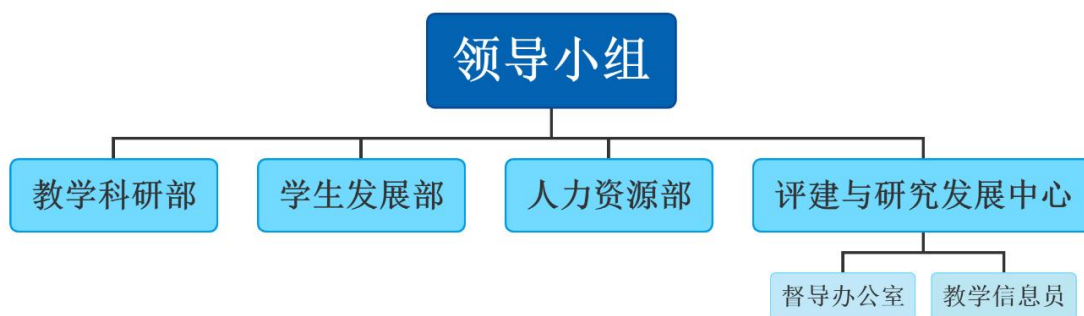 领导小组
教学科研部
学生发展部
人力资源部
评建与研究发展中心
督导办公室
教学信息员